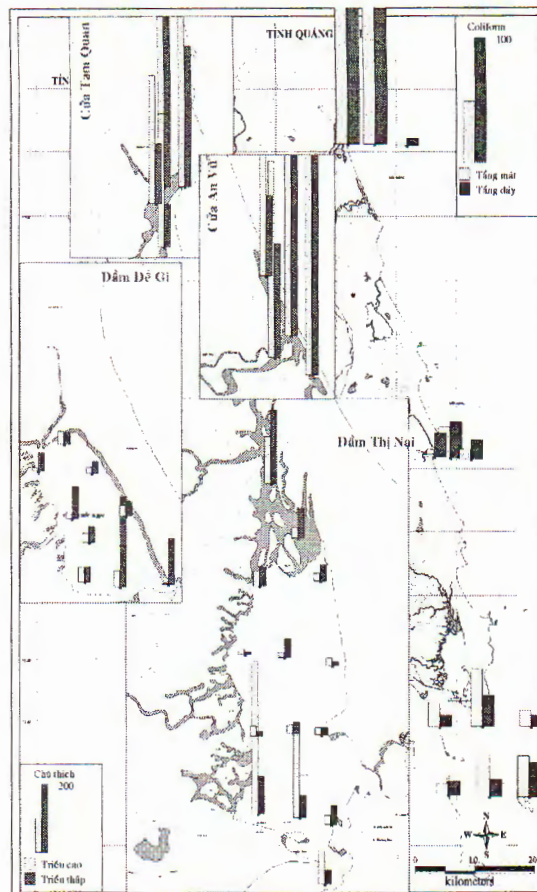 Cửa Tam Quan
TỈN
TỈNH QUẢNG
Coliform
100
Tầng mặt
Tầng đáy
Cửa An Vũ
Đầm Đề Gi
Đầm Thị Nại
Chú thích
200
Triều cao
Triều thấp
N
W E
S
0 10 20
kilometers